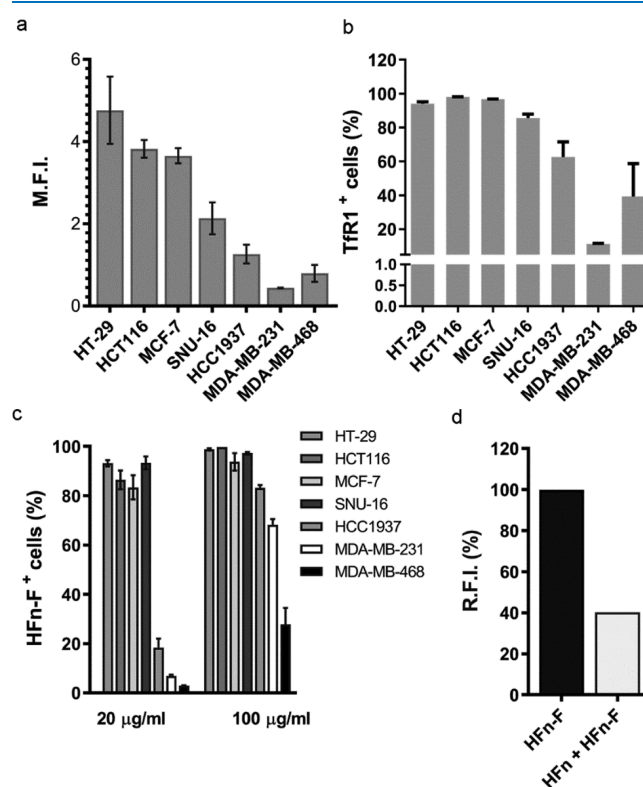 a
M.F.I.
6
4
2
0
HT-29
HCT116
MCF-7
SNU-16
HCC1937
MDA-MB-231
MDA-MB-468
b
TfR1 + cells (%)
120
100
80
60
40
20
1.0
0.5
0.0
HT-29
HCT116
MCF-7
SNU-16
HCC1937
MDA-MB-231
MDA-MB-468
c
HFn-F + cells (%)
100
80
60
40
20
0
20 μg/ml
100 μg/ml
HT-29
HCT116
MCF-7
SNU-16
HCC1937
MDA-MB-231
MDA-MB-468
d
R.F.I. (%)
120
100
80
60
40
20
0
HFn-F
HFn + HFn-F